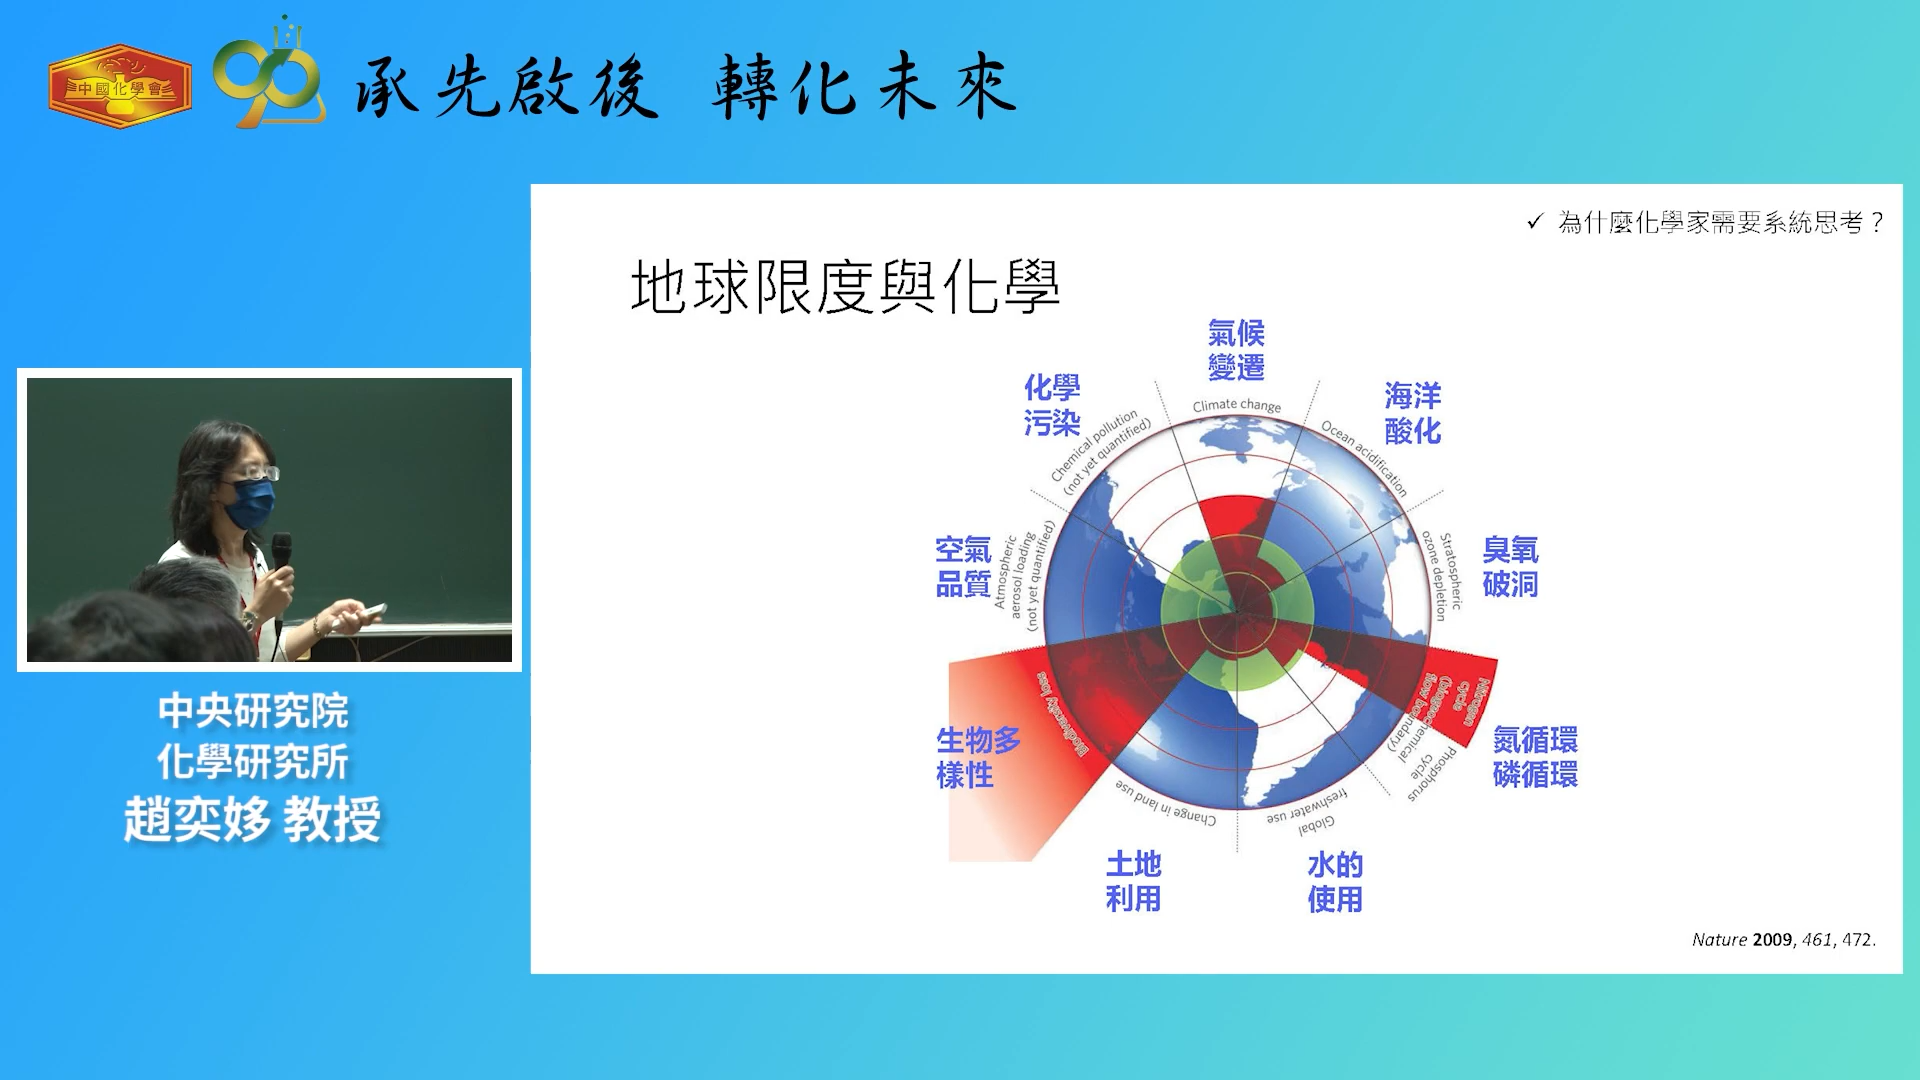 中國化學會
90
承先啟後 轉化未來
✓ 為什麼化學家需要系統思考？
地球限度與化學
氣候
變遷
Climate change
化學
污染
Chemical pollution
(not yet quantified)
海洋
酸化
Ocean acidification
空氣
品質
Atmospheric
aerosol loading
(not yet quantified)
臭氧
破洞
Stratospheric
ozone depletion
生物多
樣性
Biodiversity loss
氮循環
磷循環
Nitrogen
cycle
(biogeochemical
flow boundary)
Phosphorus
cycle
Change in land use
Global
freshwater use
土地
利用
水的
使用
Nature 2009, 461, 472.
中央研究院
化學研究所
趙奕姼 教授